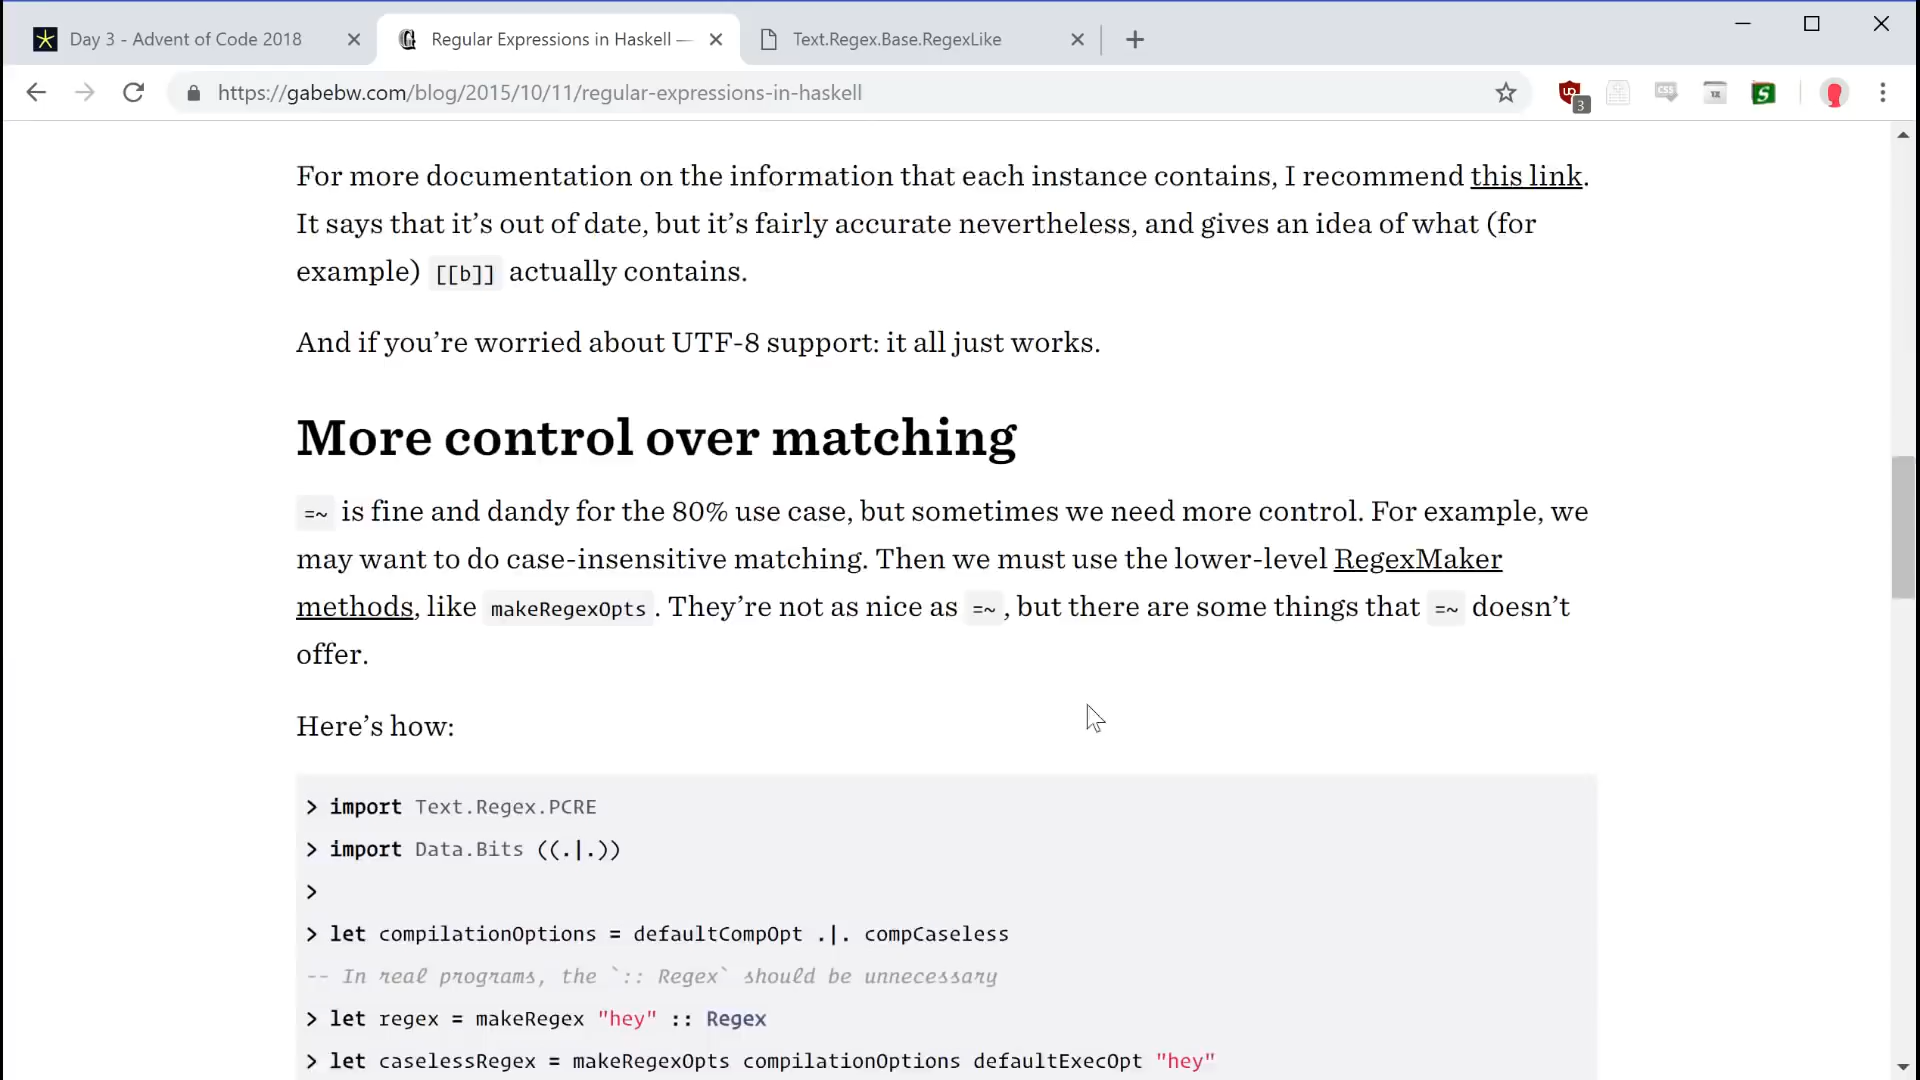 Day 3 - Advent of Code 2018
Regular Expressions in Haskell —
Text.Regex.Base.RegexLike
https://gabebw.com/blog/2015/10/11/regular-expressions-in-haskell
3
CSS
For more documentation on the information that each instance contains, I recommend this link.
It says that it’s out of date, but it’s fairly accurate nevertheless, and gives an idea of what (for
example) [[b]] actually contains.
And if you’re worried about UTF-8 support: it all just works.
More control over matching
=~ is fine and dandy for the 80% use case, but sometimes we need more control. For example, we
may want to do case-insensitive matching. Then we must use the lower-level RegexMaker
methods, like makeRegexOpts. They’re not as nice as =~, but there are some things that =~ doesn’t
offer.
Here’s how:
> import Text.Regex.PCRE
> import Data.Bits ((.|.))
>
> let compilationOptions = defaultCompOpt .|. compCaseless
-- In real programs, the `:: Regex` should be unnecessary
> let regex = makeRegex "hey" :: Regex
> let caselessRegex = makeRegexOpts compilationOptions defaultExecOpt "hey"